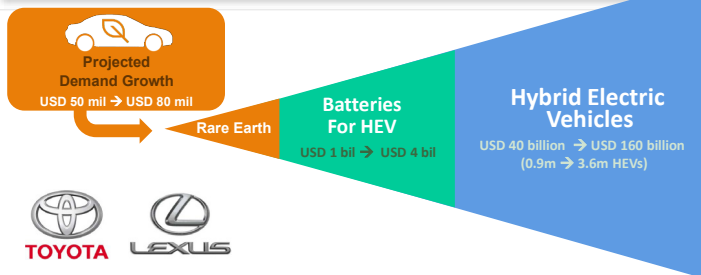 Projected
Demand Growth
USD 50 mil → USD 80 mil
Rare Earth
Batteries
For HEV
USD 1 bil → USD 4 bil
Hybrid Electric
Vehicles
USD 40 billion → USD 160 billion
(0.9m → 3.6m HEVs)
TOYOTA
LEXUS